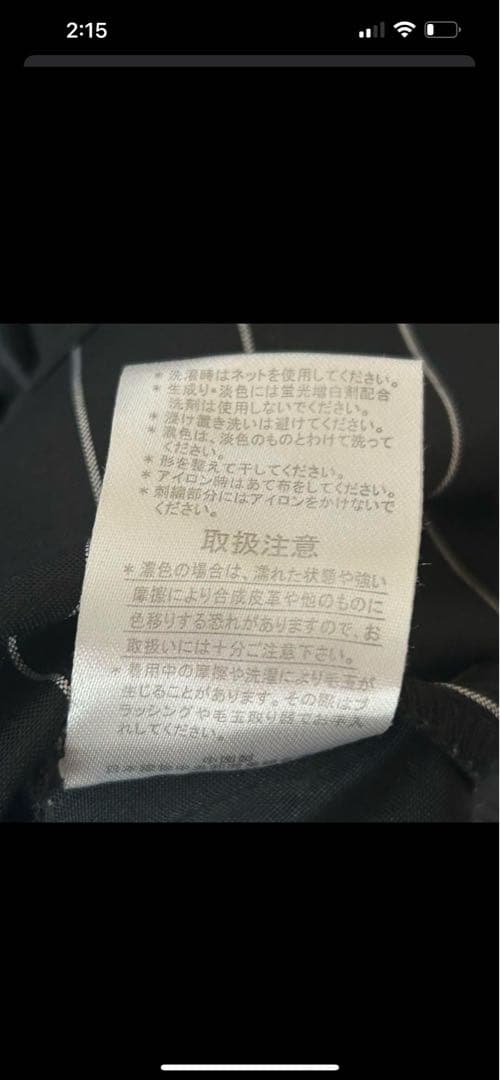 2:15
* 洗濯時はネットを使用してください。
* 生成り・淡色には蛍光増白剤配合
洗剤は使用しないでください。
* 浸け置き洗いは避けてください。
* 濃色は、淡色のものとわけて洗って
ください。
* 形を整えて干してください。
* アイロン時はあて布をしてください。
* 刺繍部分にはアイロンをかけないで
ください。
取扱注意
* 濃色の場合は、濡れた状態や強い
摩擦により合成皮革や他のものに
色移りする恐れがありますので、お
取扱いには十分ご注意下さい。
* 着用中の摩擦や洗濯により毛玉が
生じることがあります。その際はブ
ラッシングや毛玉取り器でお手入
れしてください。
中国製